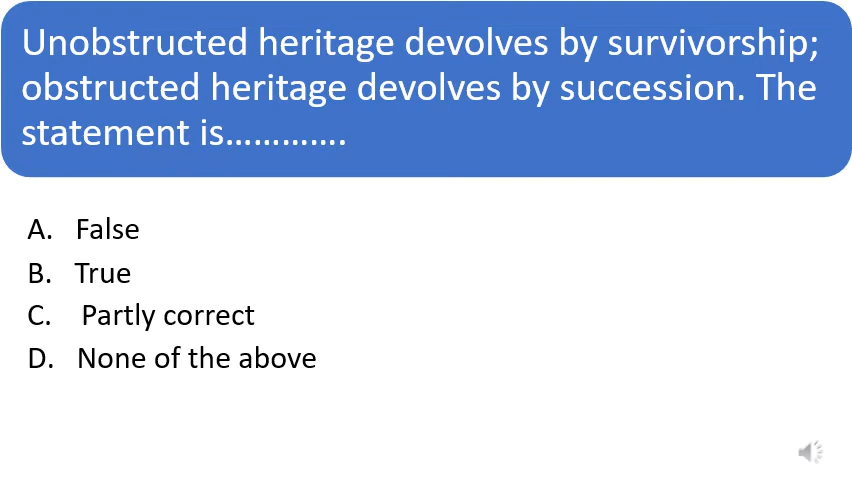 Unobstructed heritage devolves by survivorship;
obstructed heritage devolves by succession. The
statement is.............
A. False
B. True
C. Partly correct
D. None of the above